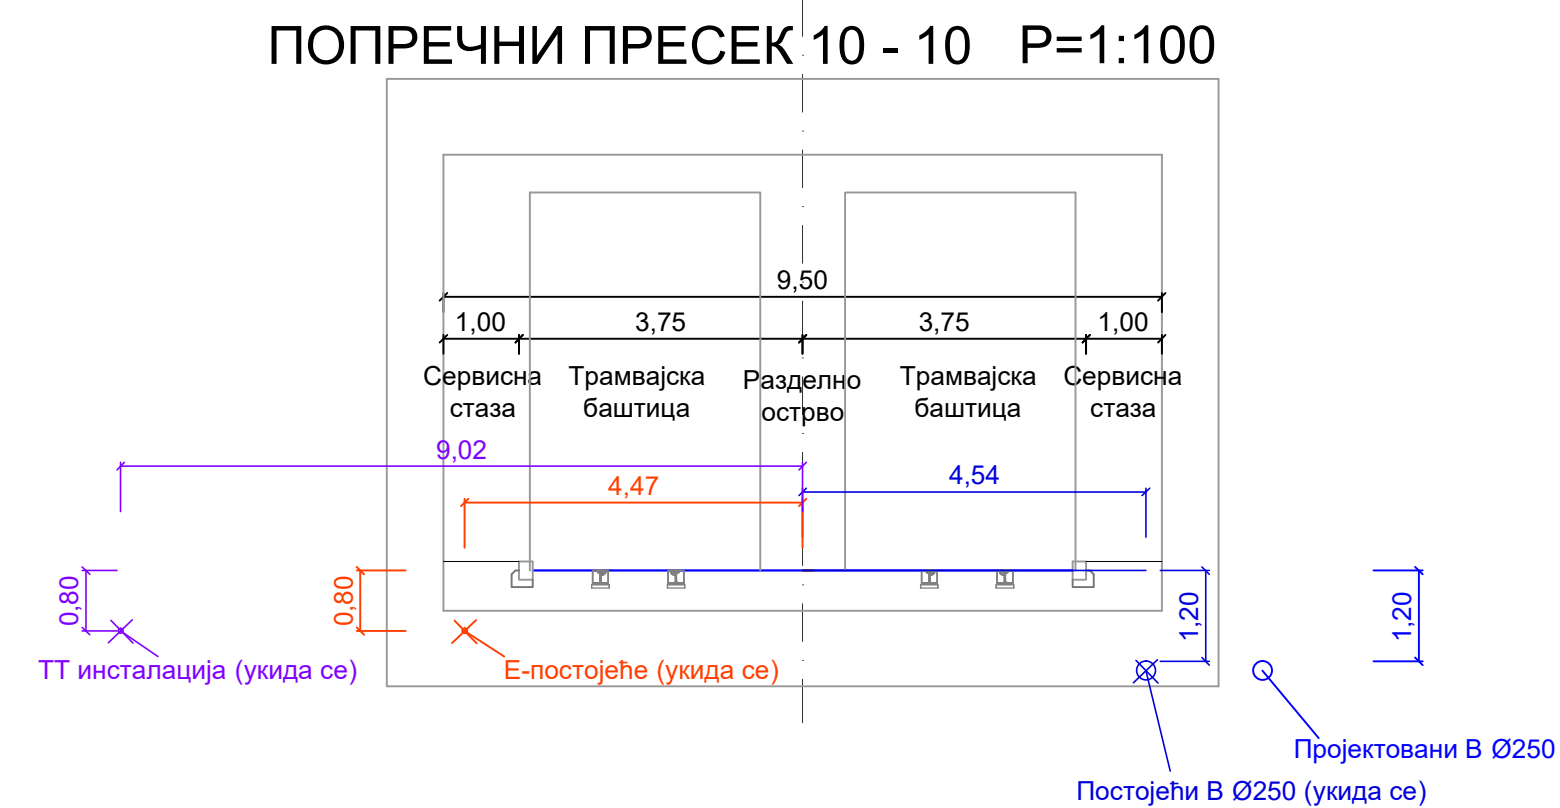 ПОПРЕЧНИ ПРЕСЕК 10 - 10 Р=1:100
9,50
1,00
3,75
3,75
1,00
Сервисна
стаза
Трамвајска
баштица
Разделно
острво
Трамвајска
баштица
Сервисна
стаза
9,02
4,47
4,54
0,80
0,80
1,20
1,20
ТТ инсталација (укида се)
Е-постојеће (укида се)
Пројектовани В Ø250
Постојећи В Ø250 (укида се)